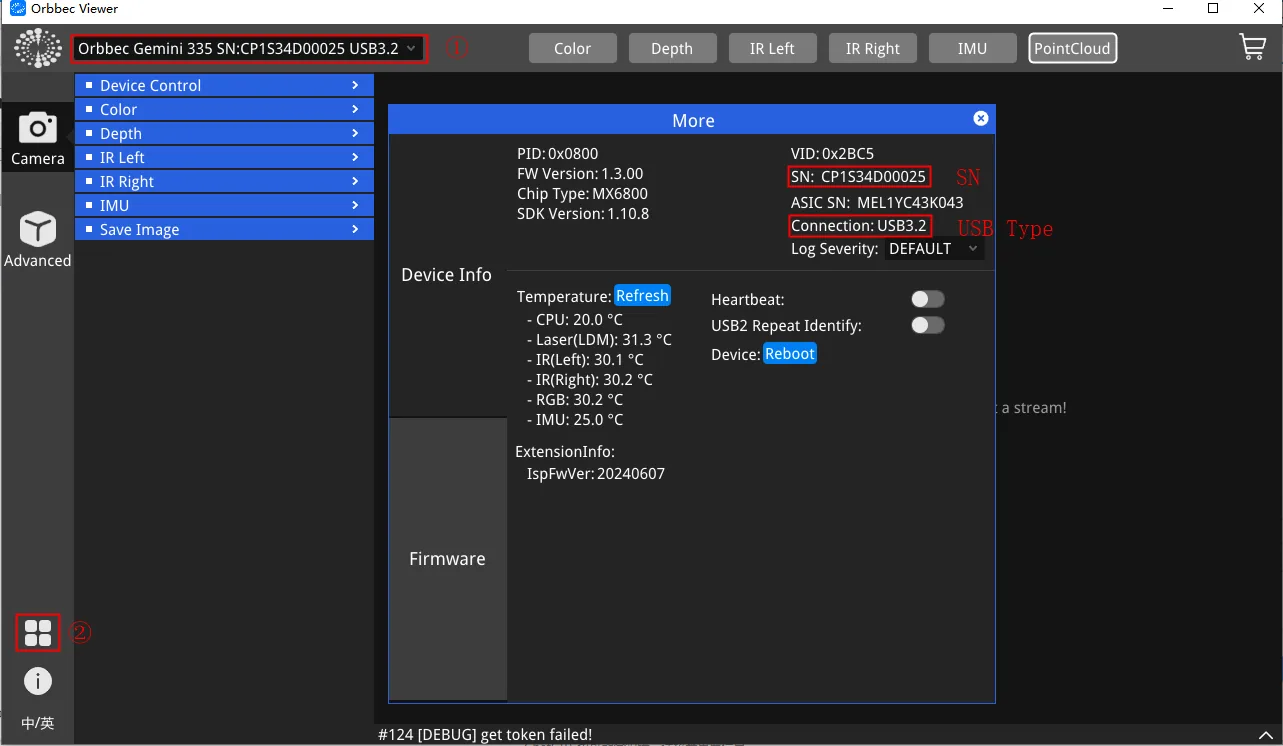 Orbbec Viewer
Orbbec Gemini 335 SN:CP1S34D00025 USB3.2
①
Color
Depth
IR Left
IR Right
IMU
PointCloud
Device Control
Color
Depth
IR Left
IR Right
IMU
Save Image
Camera
Advanced
②
中/英
More
Device Info
Firmware
PID: 0x0800
FW Version: 1.3.00
Chip Type: MX6800
SDK Version: 1.10.8
VID: 0x2BC5
SN: CP1S34D00025 SN
ASIC SN: MEL1YC43K043
Connection: USB3.2 USB Type
Log Severity: DEFAULT
Temperature: Refresh
- CPU: 20.0 °C
- Laser(LDM): 31.3 °C
- IR(Left): 30.1 °C
- IR(Right): 30.2 °C
- RGB: 30.2 °C
- IMU: 25.0 °C
Heartbeat:
USB2 Repeat Identify:
Device: Reboot
ExtensionInfo:
IspFwVer: 20240607
a stream!
#124 [DEBUG] get token failed!